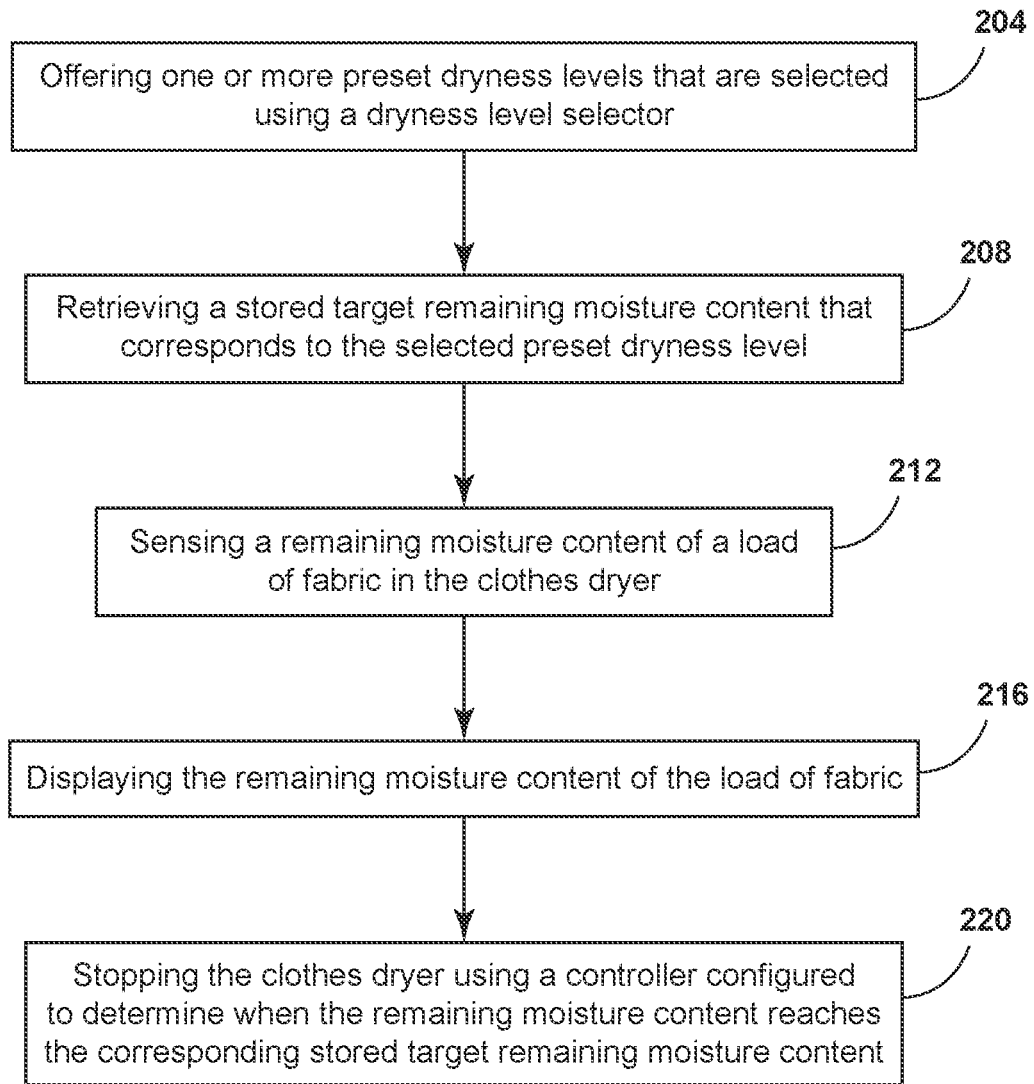 204
Offering one or more preset dryness levels that are selected
using a dryness level selector
208
Retrieving a stored target remaining moisture content that
corresponds to the selected preset dryness level
212
Sensing a remaining moisture content of a load
of fabric in the clothes dryer
216
Displaying the remaining moisture content of the load of fabric
220
Stopping the clothes dryer using a controller configured
to determine when the remaining moisture content reaches
the corresponding stored target remaining moisture content